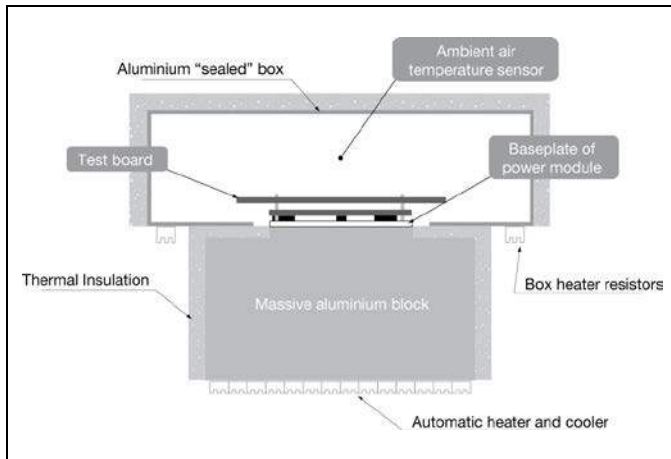 Ambient air
temperature sensor
Aluminium "sealed" box
Test board
Baseplate of
power module
Thermal Insulation
Massive aluminium block
Box heater resistors
Automatic heater and cooler